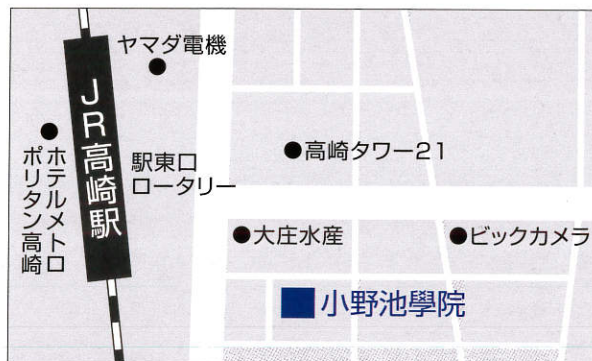 ヤマダ電機
JR高崎駅
ホテルメトロ
ポリタン高崎
駅東口
ロータリー
高崎タワー21
大庄水産
ビックカメラ
小野池學院